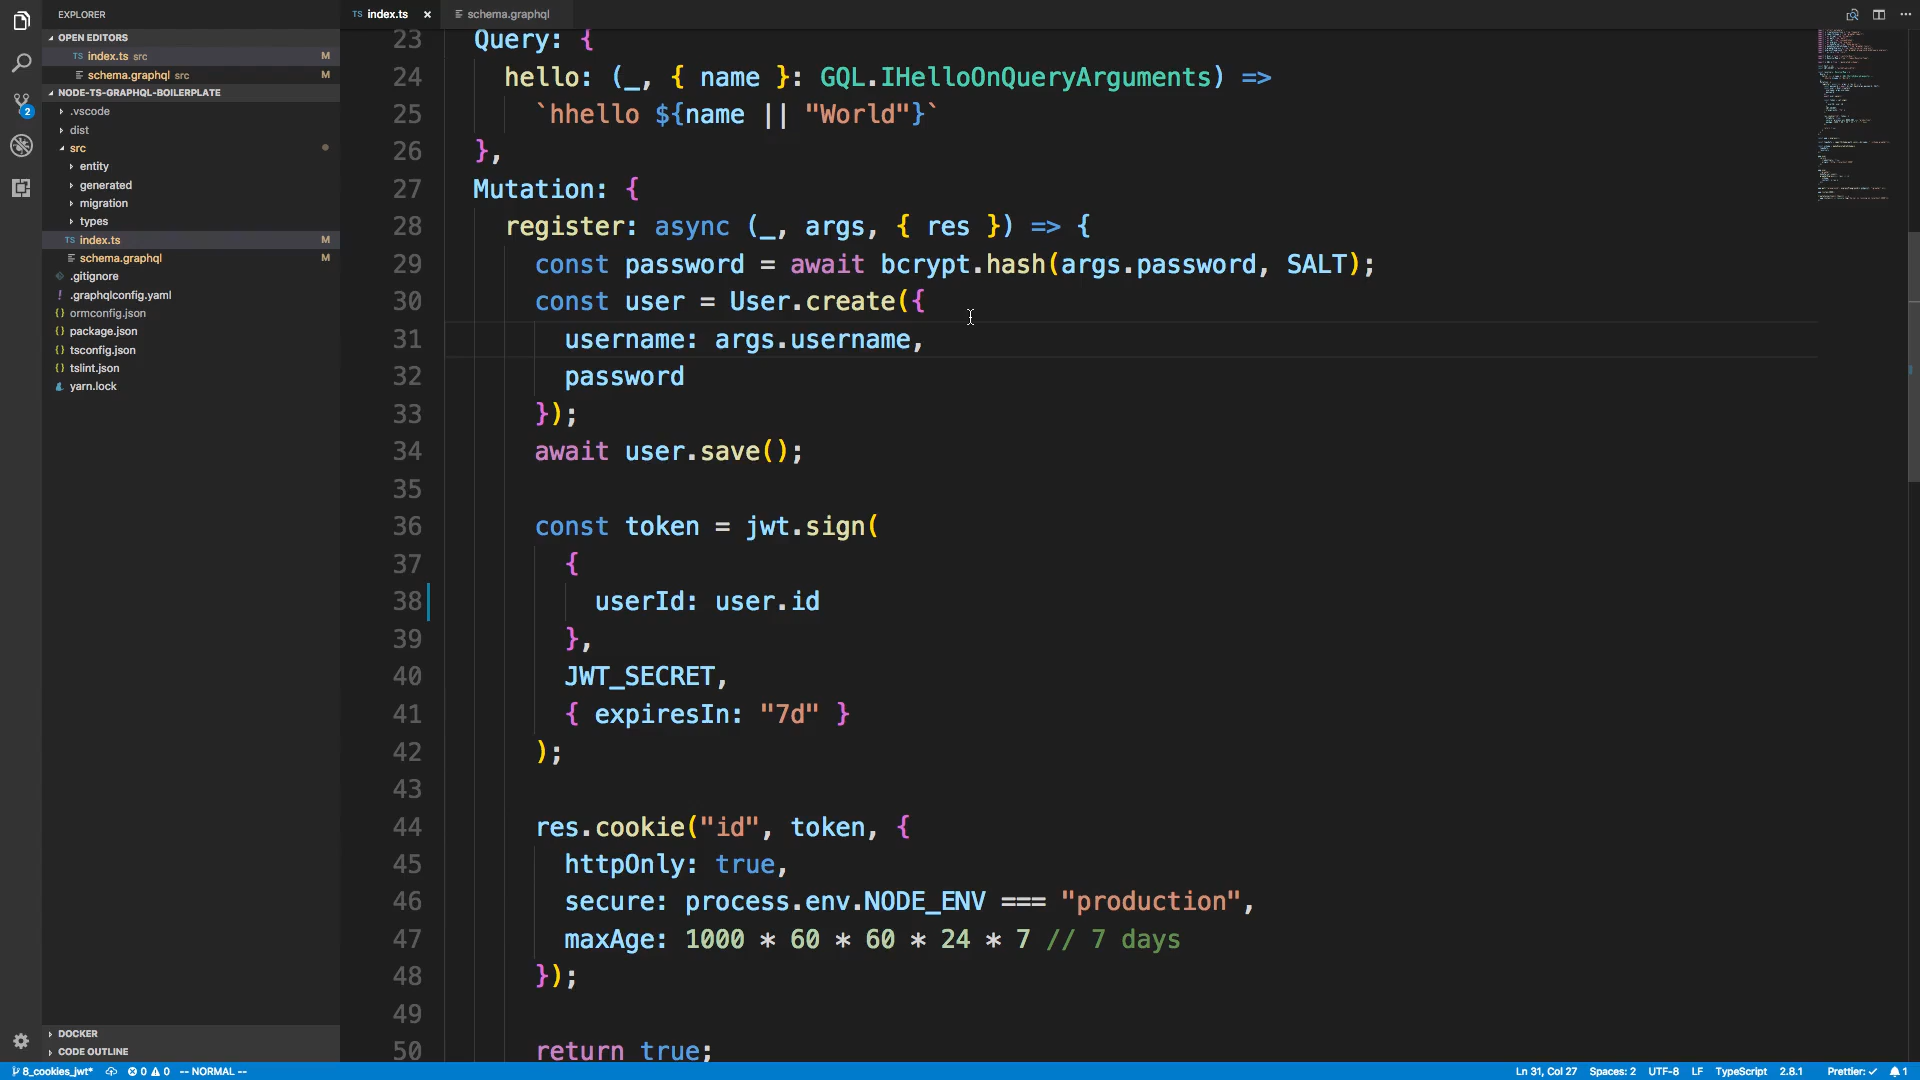 EXPLORER
OPEN EDITORS
TS index.ts src M
schema.graphql src M
NODE-TS-GRAPHQL-BOILERPLATE
.vscode
dist
src
entity
generated
migration
types
TS index.ts M
schema.graphql M
.gitignore
! .graphqlconfig.yaml
{} ormconfig.json
{} package.json
{} tsconfig.json
{} tslint.json
yarn.lock
DOCKER
CODE OUTLINE
2
TS index.ts ×
schema.graphql
23 Query: {
24 hello: (_, { name }: GQL.IHelloOnQueryArguments) =>
25 `hhello ${name || "World"}`
26 },
27 Mutation: {
28 register: async (_, args, { res }) => {
29 const password = await bcrypt.hash(args.password, SALT);
30 const user = User.create({
31 username: args.username,
32 password
33 });
34 await user.save();
35
36 const token = jwt.sign(
37 {
38 userId: user.id
39 },
40 JWT_SECRET,
41 { expiresIn: "7d" }
42 );
43
44 res.cookie("id", token, {
45 httpOnly: true,
46 secure: process.env.NODE_ENV === "production",
47 maxAge: 1000 * 60 * 60 * 24 * 7 // 7 days
48 });
49
50 return true;
8_cookies_jwt* 0 0 -- NORMAL -- Ln 31, Col 27 Spaces: 2 UTF-8 LF TypeScript 2.8.1 Prettier: ✓ 1